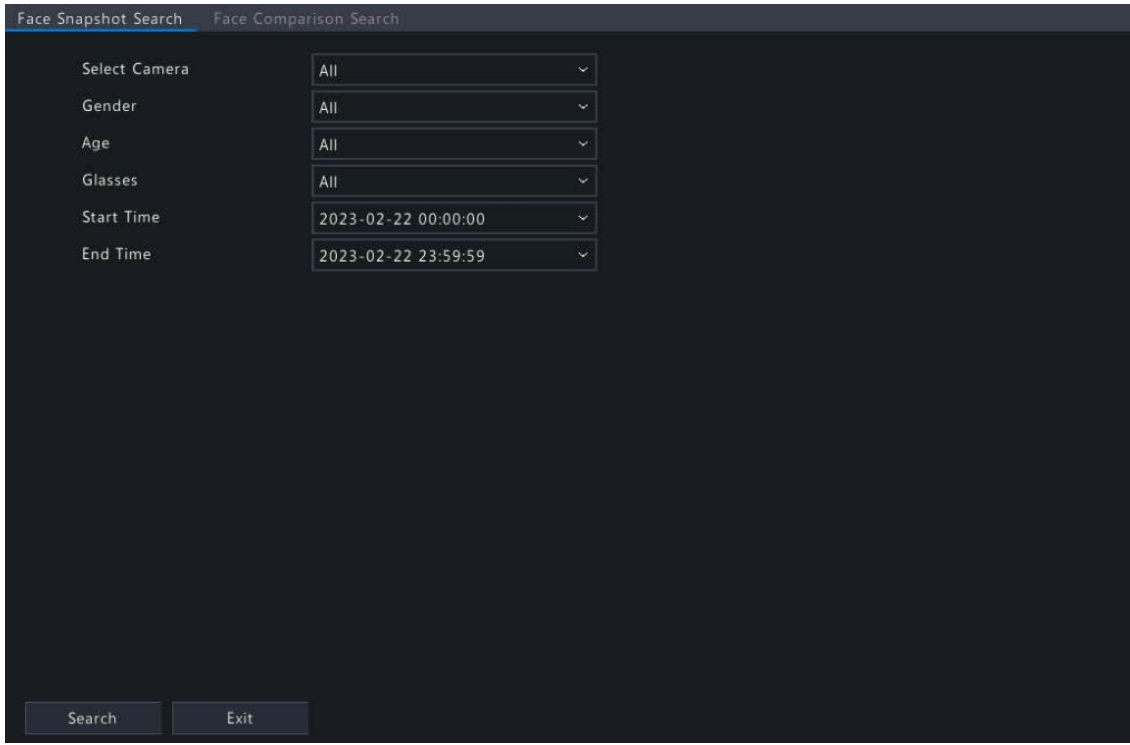 Face Snapshot Search Face Comparison Search
Select Camera All
Gender All
Age All
Glasses All
Start Time 2023-02-22 00:00:00
End Time 2023-02-22 23:59:59
Search Exit